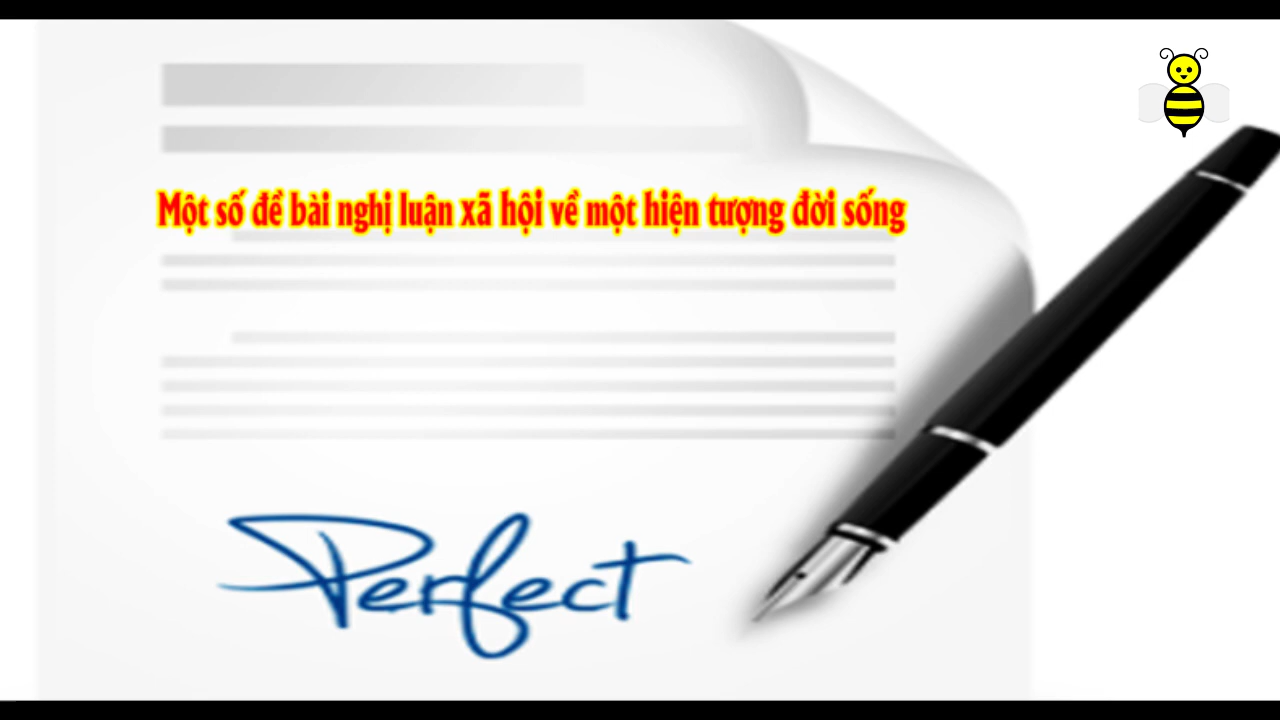 Một số đề bài nghị luận xã hội về một hiện tượng đời sống
Perfect